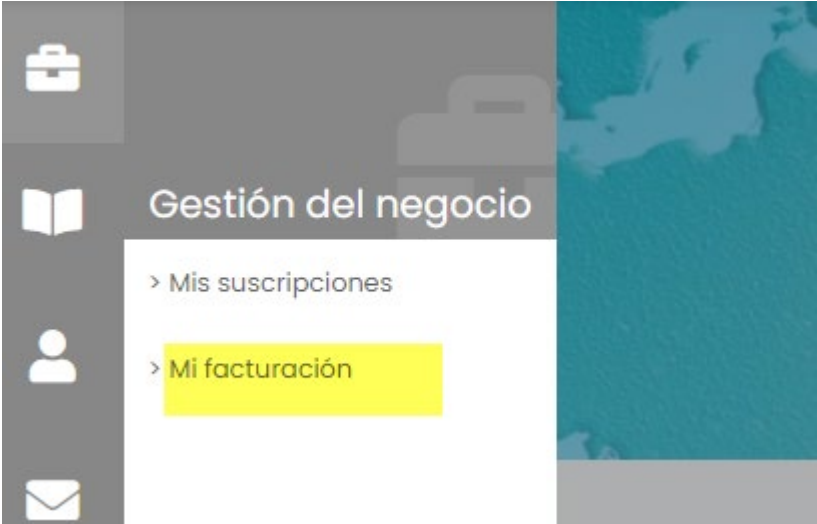 Gestión del negocio
> Mis suscripciones
> Mi facturación